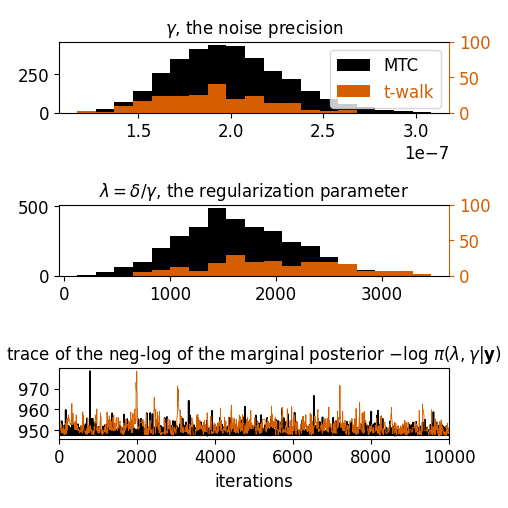 γ, the noise precision
250
0
100
50
0
MTC
t-walk
1.5 2.0 2.5 3.0
1e−7
λ = δ/γ, the regularization parameter
500
0
100
50
0
0 1000 2000 3000
trace of the neg-log of the marginal posterior −log π(λ, γ|y)
970
960
950
0 2000 4000 6000 8000 10000
iterations